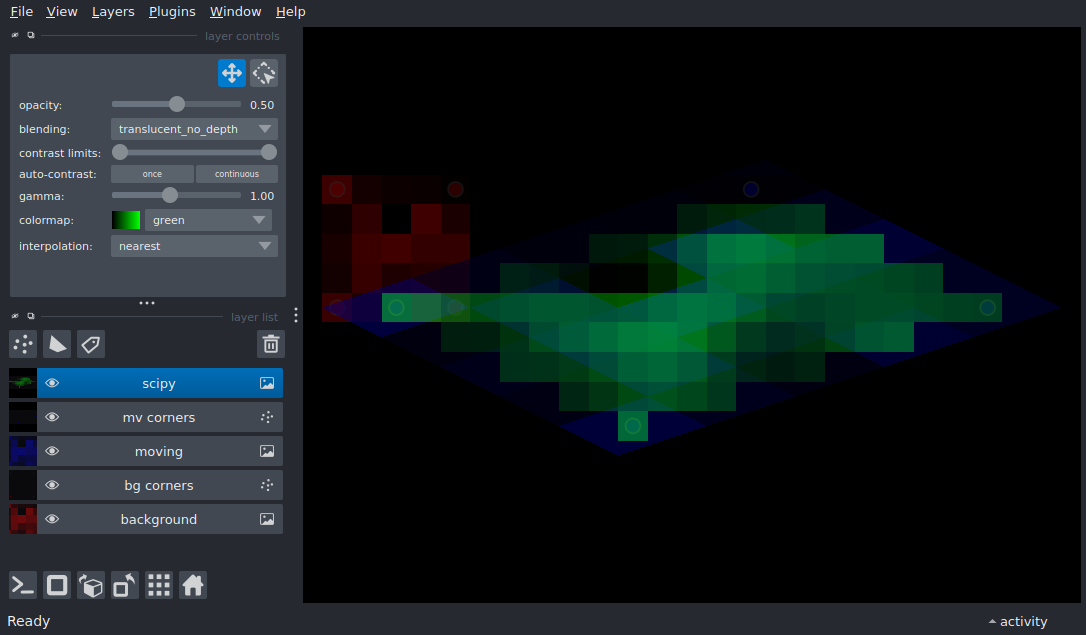 File View Layers Plugins Window Help
layer controls
opacity: 0.50
blending: translucent_no_depth
contrast limits:
auto-contrast: once continuous
gamma: 1.00
colormap: green
interpolation: nearest
layer list
scipy
mv corners
moving
bg corners
background
Ready activity